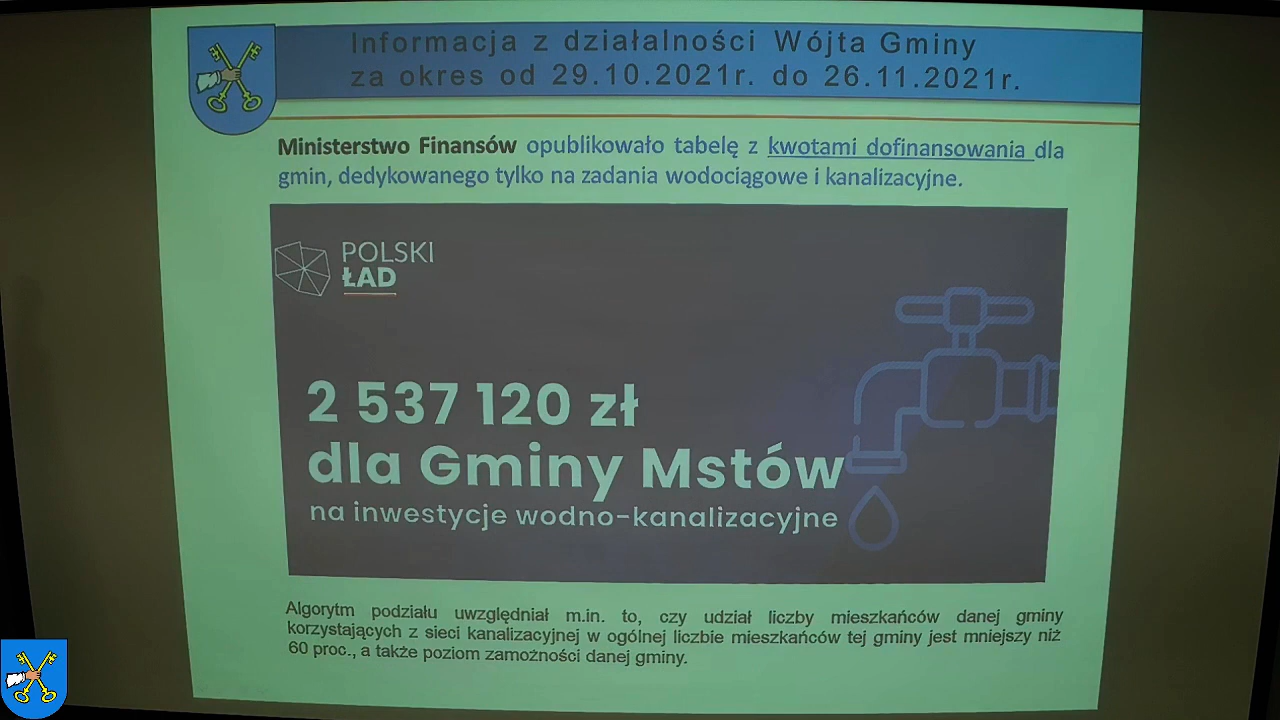 Informacja z działalności Wójta Gminy
za okres od 29.10.2021r. do 26.11.2021r.
Ministerstwo Finansów opublikowało tabelę z kwotami dofinansowania dla
gmin, dedykowanego tylko na zadania wodociągowe i kanalizacyjne.
POLSKI
ŁAD
2 537 120 zł
dla Gminy Mstów
na inwestycje wodno-kanalizacyjne
Algorytm podziału uwzględniał m.in. to, czy udział liczby mieszkańców danej gminy
korzystających z sieci kanalizacyjnej w ogólnej liczbie mieszkańców tej gminy jest mniejszy niż
60 proc., a także poziom zamożności danej gminy.